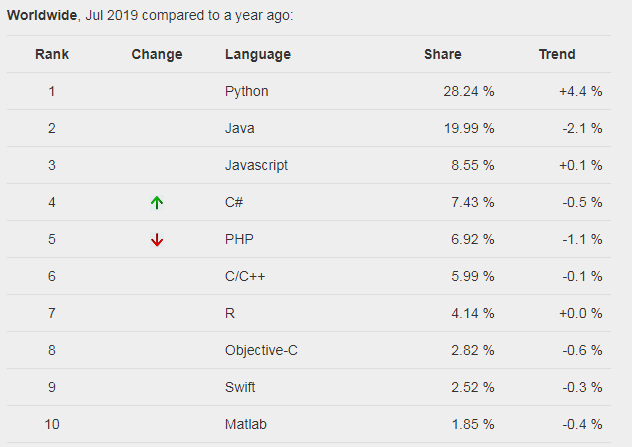 Worldwide, Jul 2019 compared to a year ago:
Rank Change Language Share Trend
1 Python 28.24 % +4.4 %
2 Java 19.99 % -2.1 %
3 Javascript 8.55 % +0.1 %
4 C# 7.43 % -0.5 %
5 PHP 6.92 % -1.1 %
6 C/C++ 5.99 % -0.1 %
7 R 4.14 % +0.0 %
8 Objective-C 2.82 % -0.6 %
9 Swift 2.52 % -0.3 %
10 Matlab 1.85 % -0.4 %